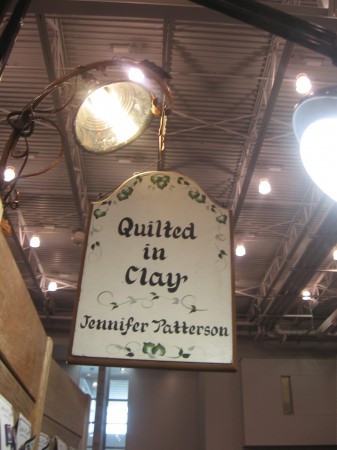 Quilted
in
Clay
Jennifer Patterson